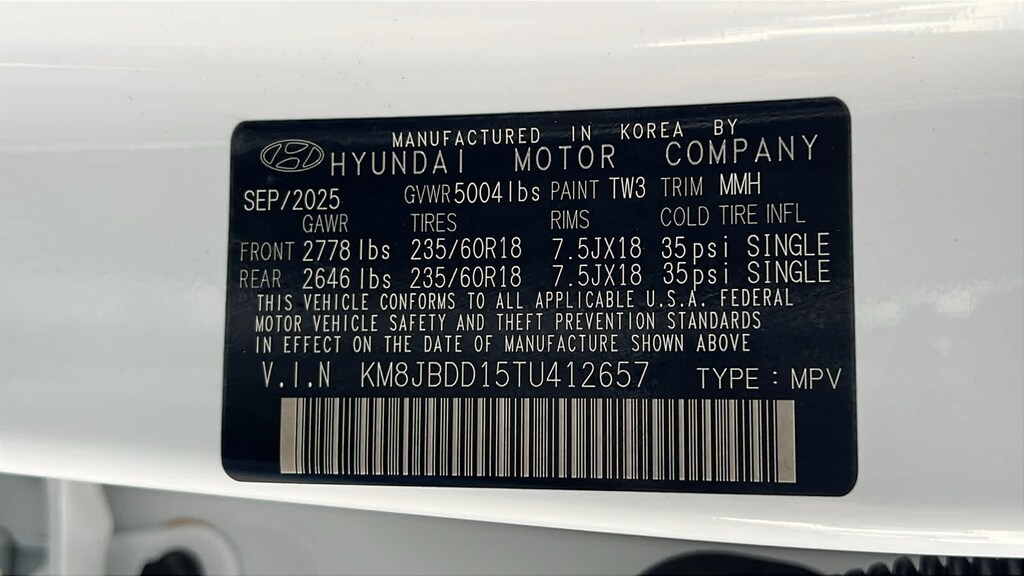 MANUFACTURED IN KOREA BY
HYUNDAI MOTOR COMPANY
SEP/2025 GVWR 5004 lbs PAINT TW3 TRIM MMH
GAWR TIRES RIMS COLD TIRE INFL
FRONT 2778 lbs 235/60R18 7.5JX18 35psi SINGLE
REAR 2646 lbs 235/60R18 7.5JX18 35psi SINGLE
THIS VEHICLE CONFORMS TO ALL APPLICABLE U.S.A. FEDERAL
MOTOR VEHICLE SAFETY AND THEFT PREVENTION STANDARDS
IN EFFECT ON THE DATE OF MANUFACTURE SHOWN ABOVE
V.I.N KM8JBDD15TU412657 TYPE : MPV